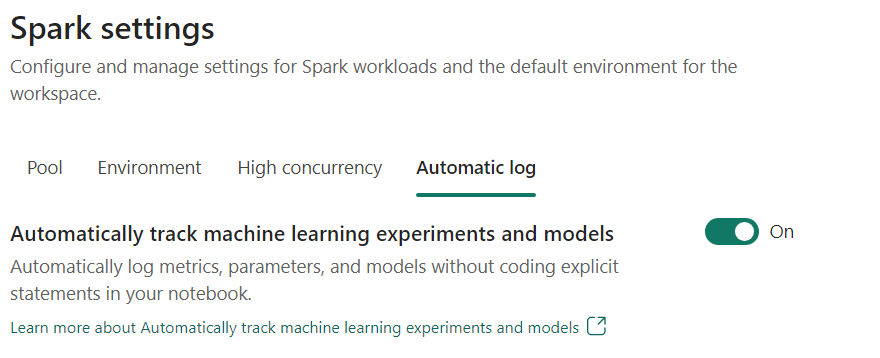 Spark settings
Configure and manage settings for Spark workloads and the default environment for the
workspace.
Pool Environment High concurrency Automatic log
Automatically track machine learning experiments and models On
Automatically log metrics, parameters, and models without coding explicit
statements in your notebook.
Learn more about Automatically track machine learning experiments and models